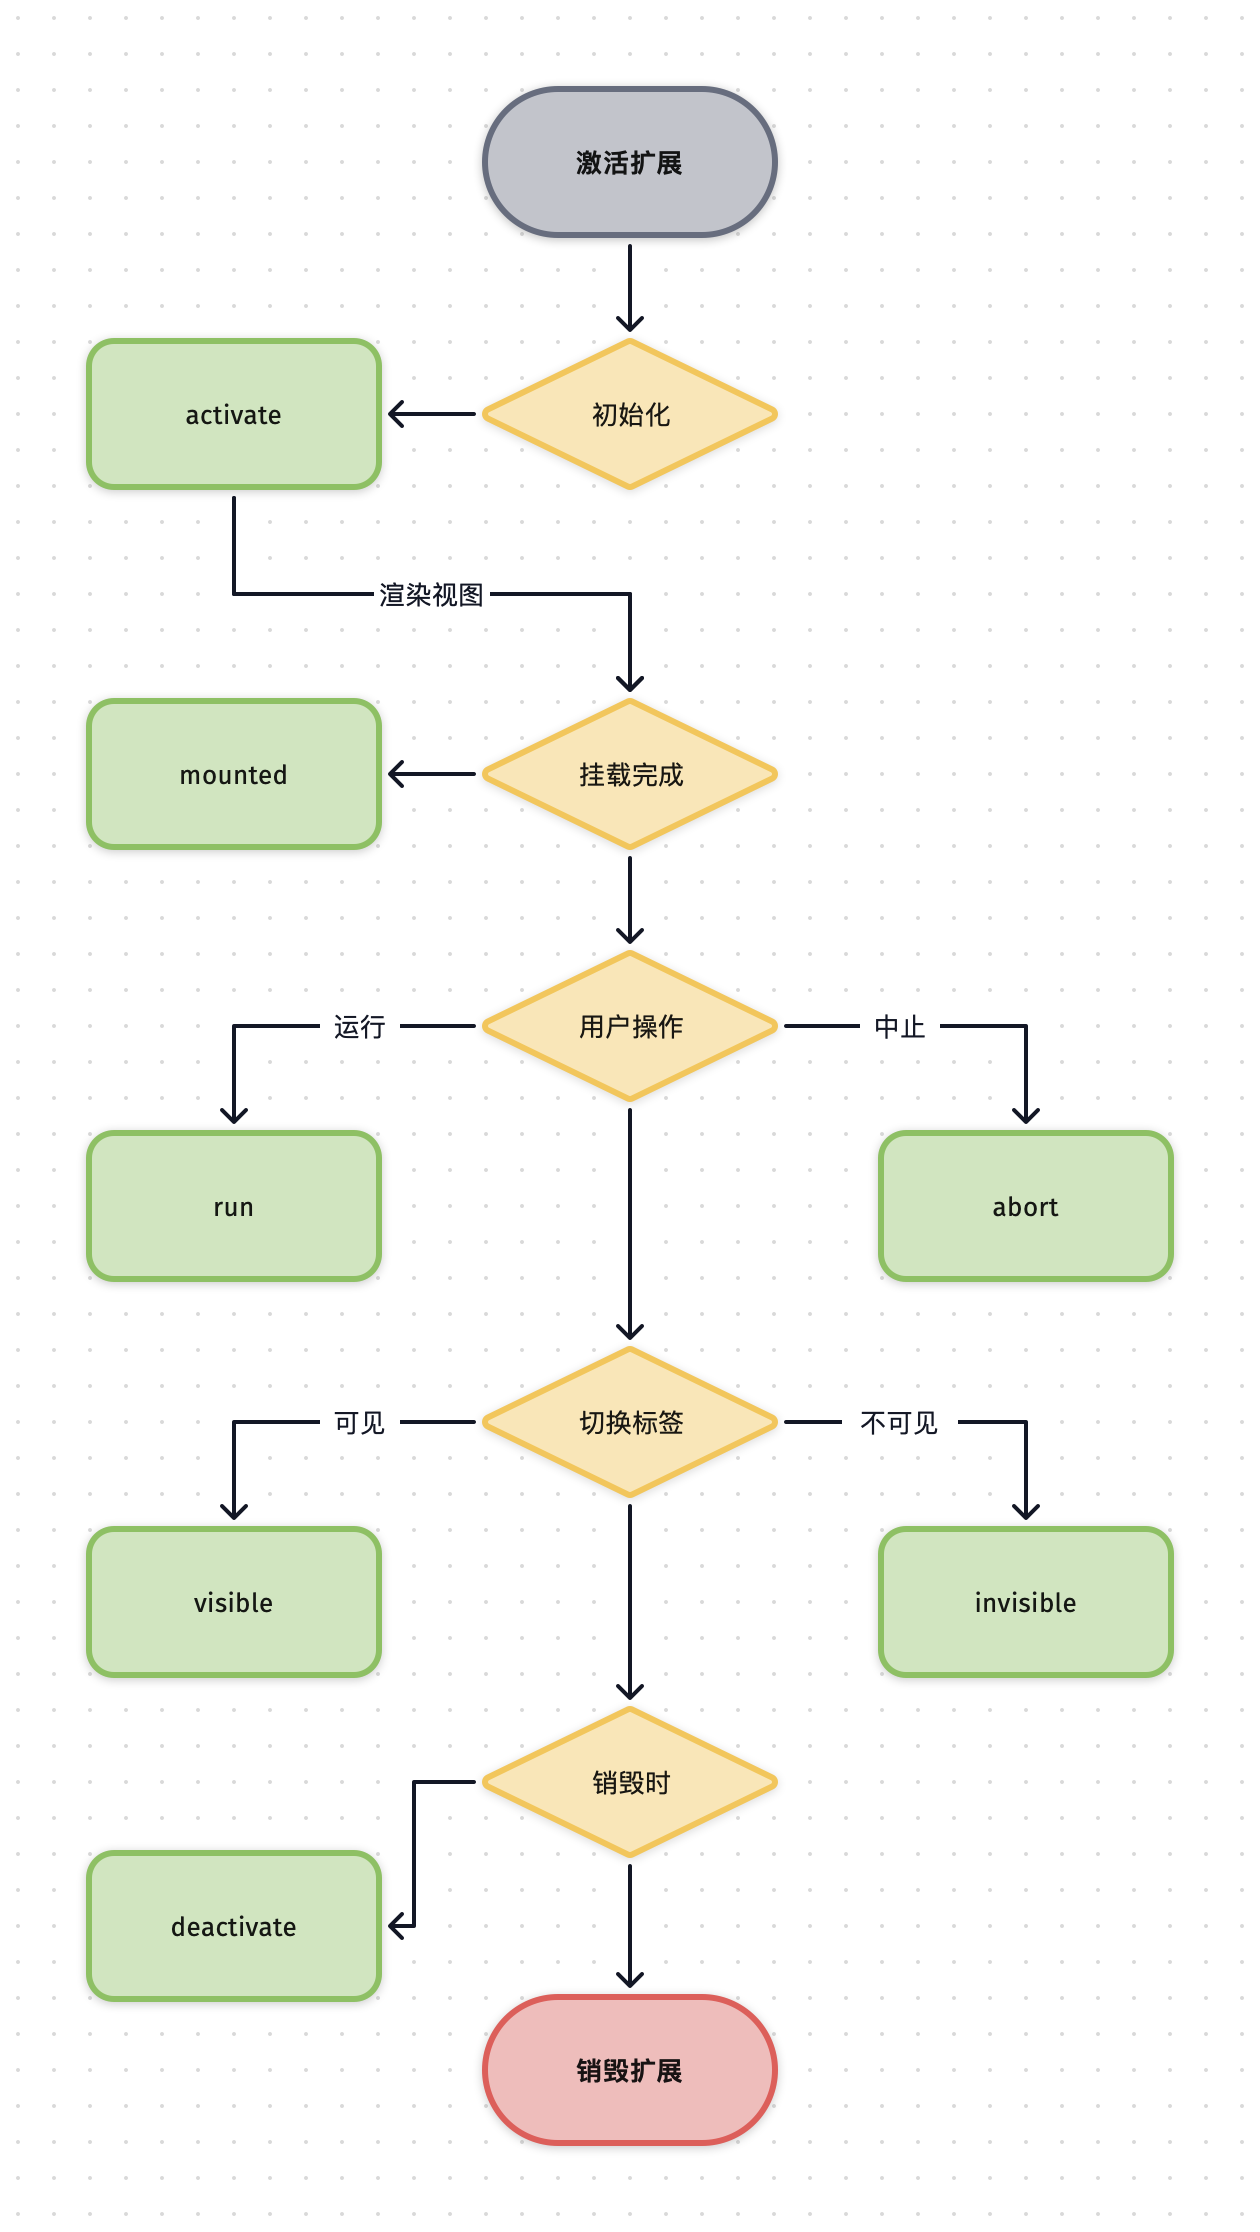 激活扩展
activate
初始化
渲染视图
mounted
挂载完成
运行
用户操作
中止
run
abort
可见
切换标签
不可见
visible
invisible
销毁时
deactivate
销毁扩展